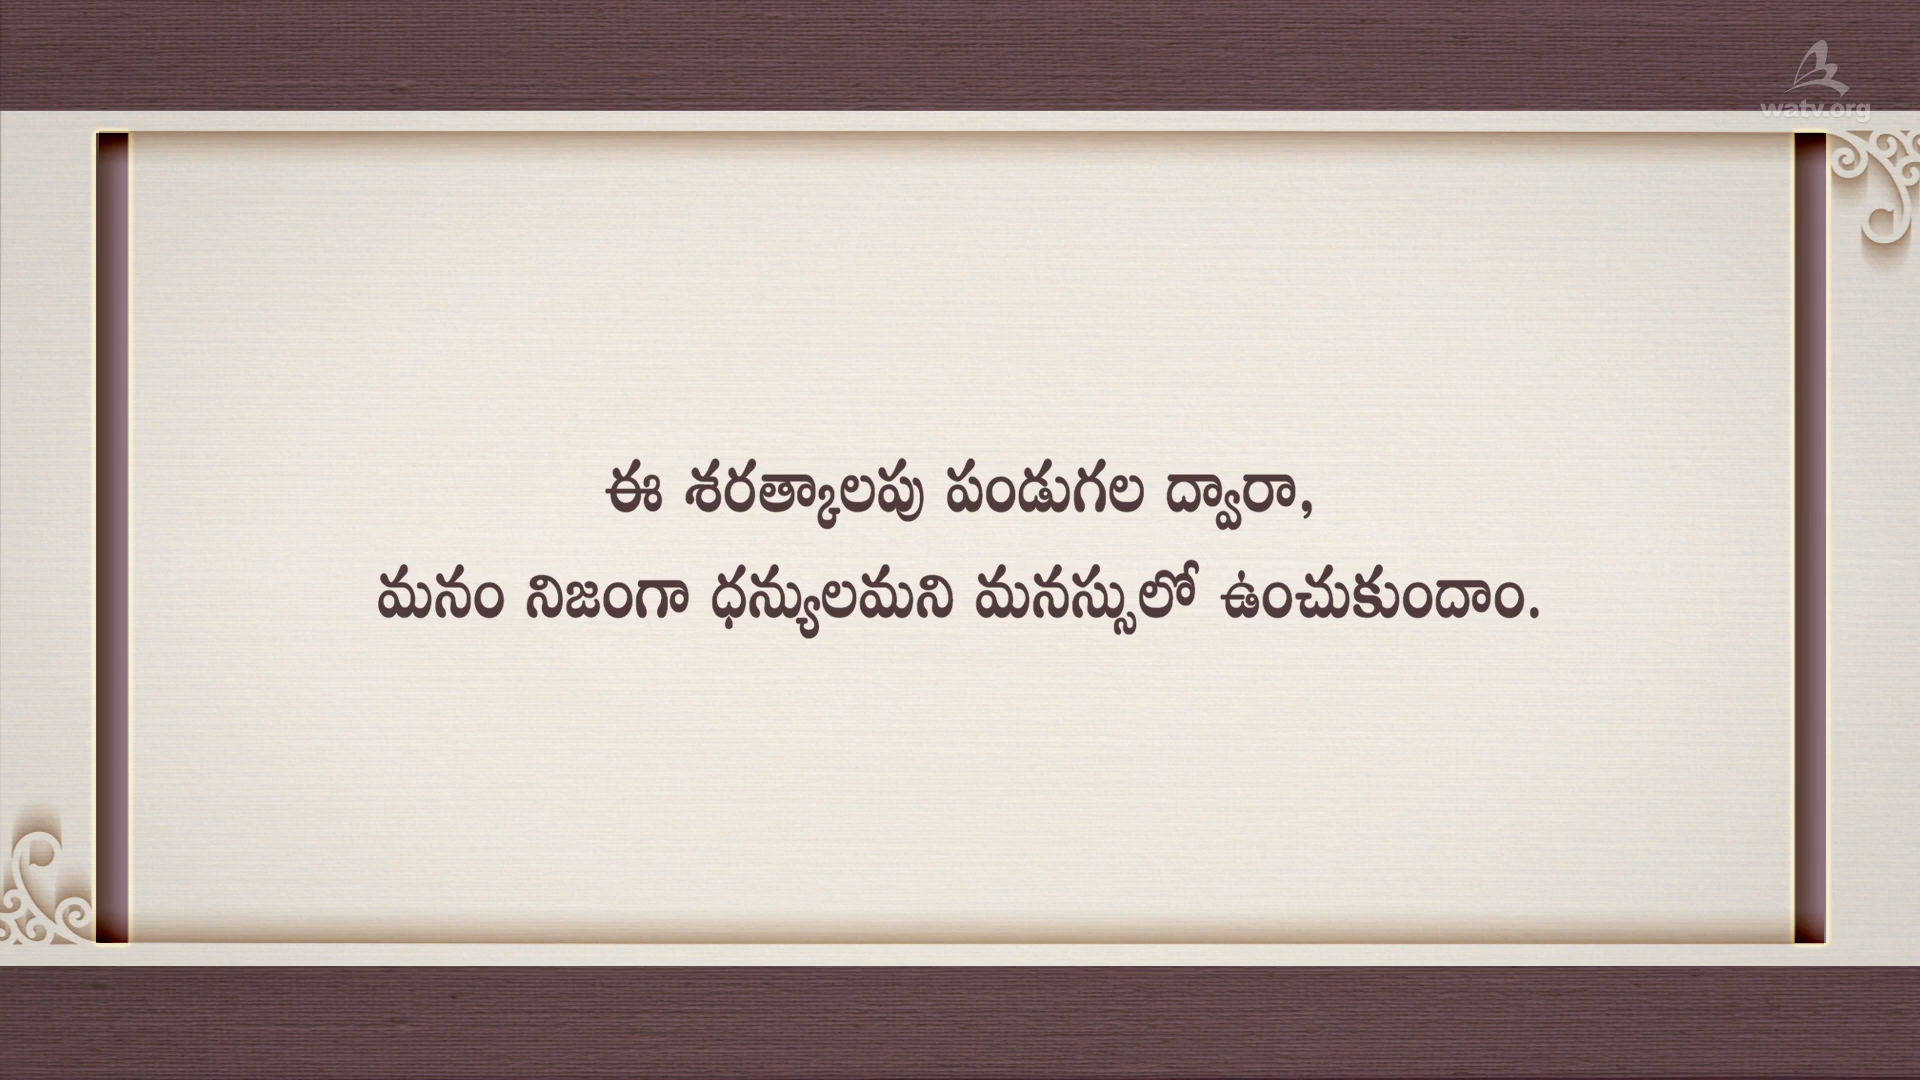 watv.org
ఈ శరత్కాలపు పండుగల ద్వారా,
మనం నిజంగా ధన్యులమని మనస్సులో ఉంచుకుందాం.